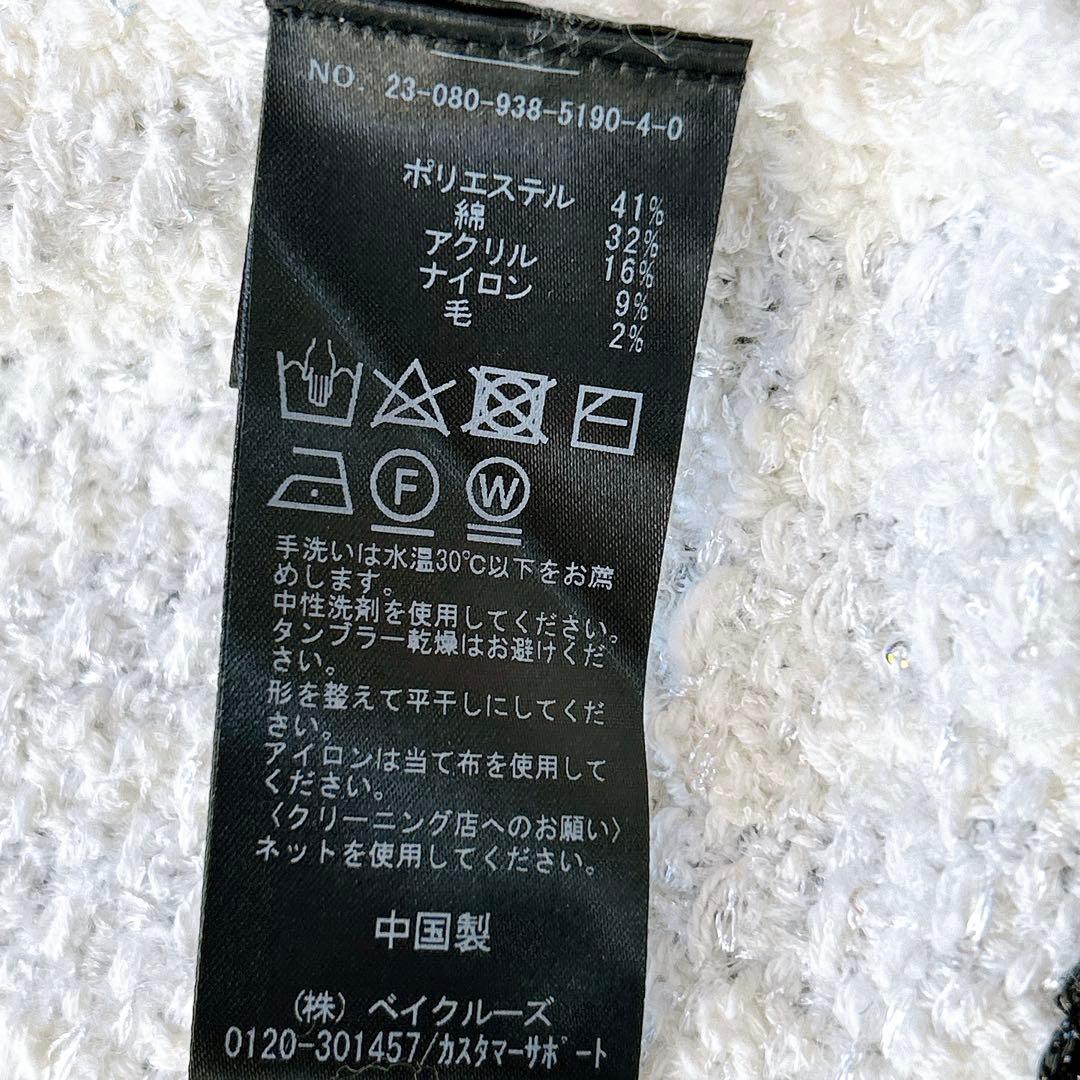 NO. 23-080-938-5190-4-0
ポリエステル 41%
綿 32%
アクリル 16%
ナイロン 9%
毛 2%
F W
手洗いは水温30℃以下をお薦
めします。
中性洗剤を使用してください。
タンブラー乾燥はお避けくだ
さい。
形を整えて平干しにしてくだ
さい。
アイロンは当て布を使用して
ください。
〈クリーニング店へのお願い〉
ネットを使用してください。
中国製
(株) ベイクルーズ
0120-301457/カスタマーサポート